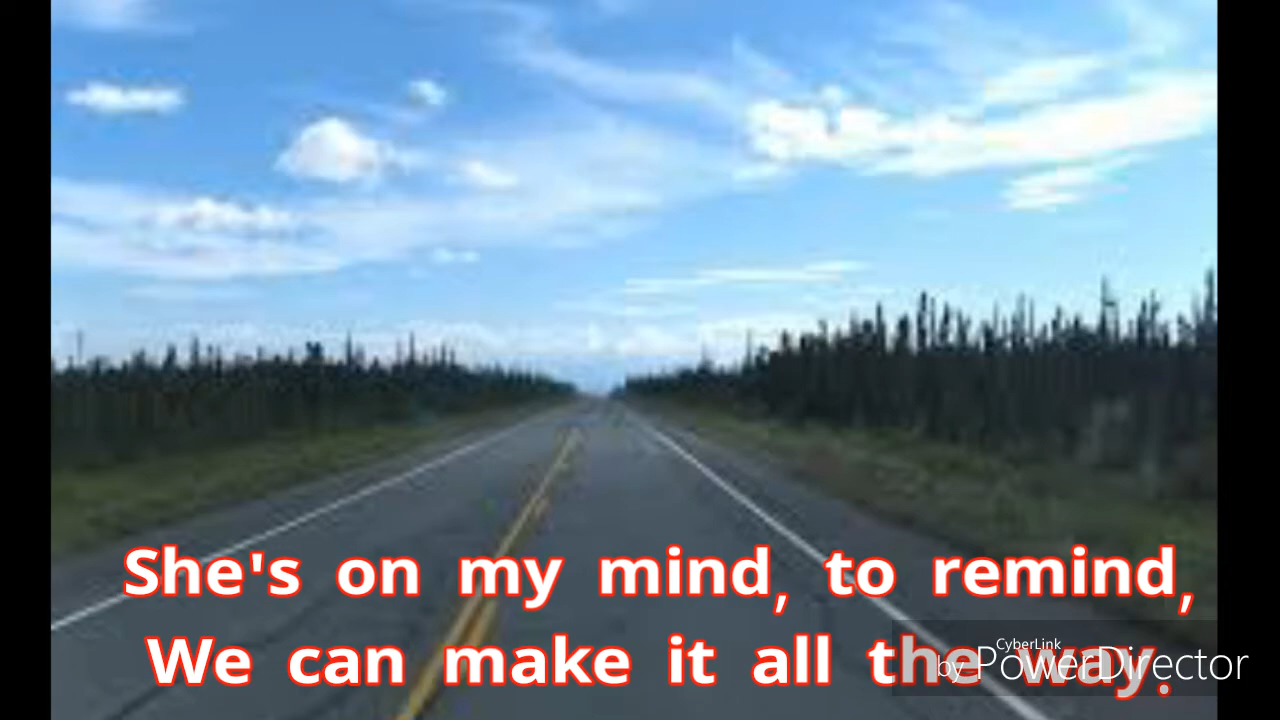 She's on my mind, to remind,
We can make it all the way.
CyberLink
by PowerDirector